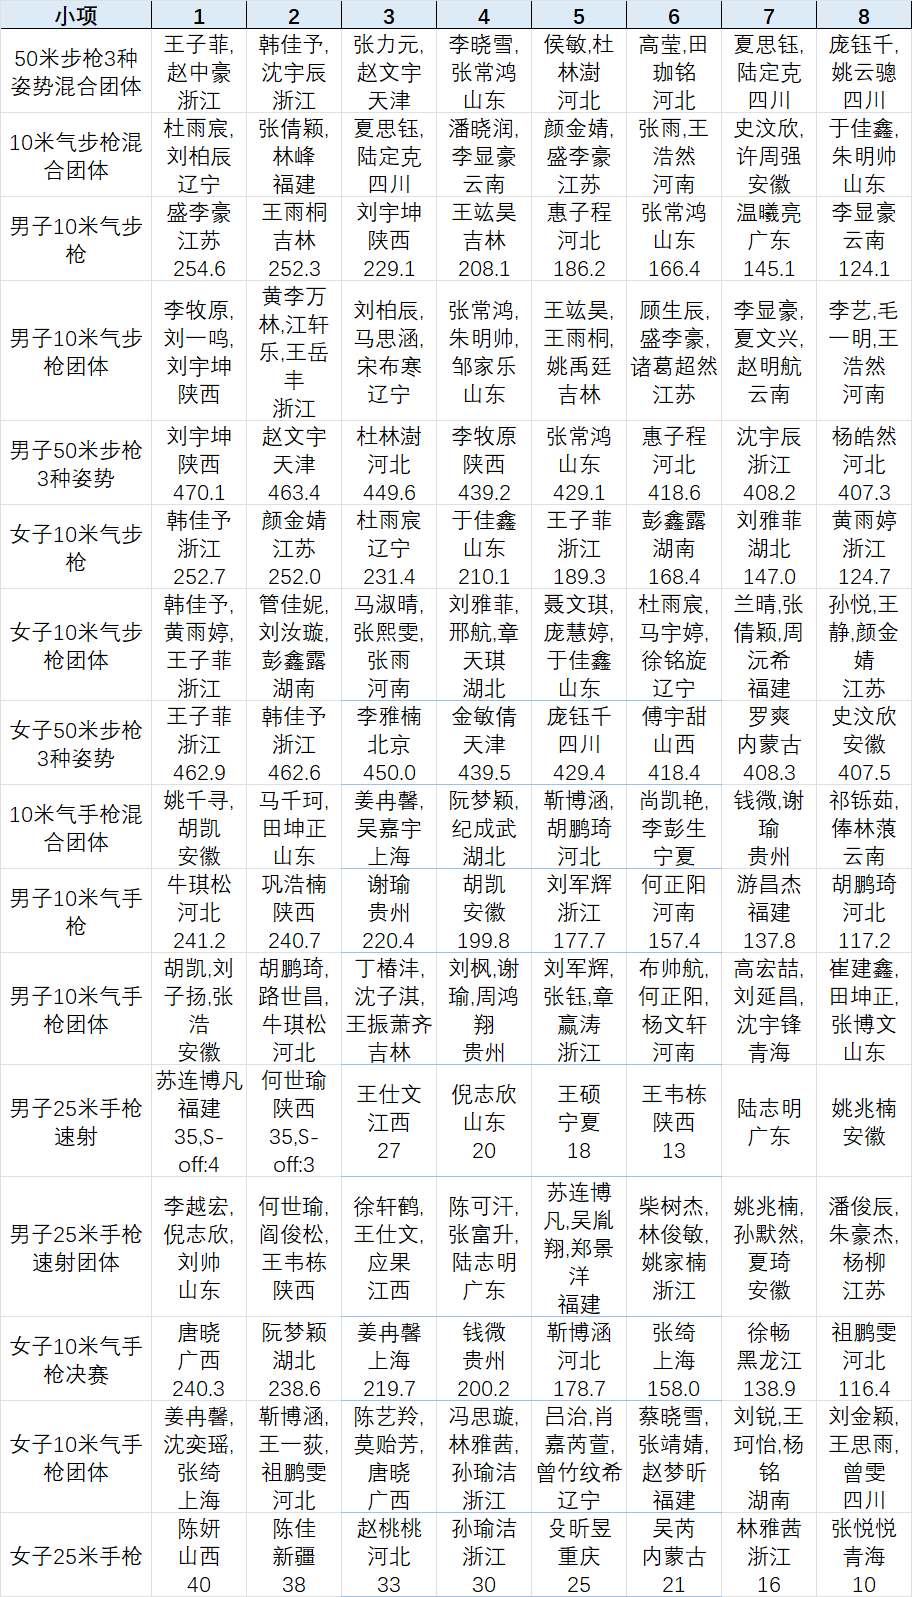 小项 1 2 3 4 5 6 7 8
50米步枪3种姿势混合团体 王子菲,赵中豪 浙江 韩佳予,沈宇辰 浙江 张力元,赵文宇 天津 李晓雪,张常鸿 山东 侯敏,杜林澍 河北 高莹,田珈铭 河北 夏思钰,陆定克 四川 庞钰千,姚云骢 四川
10米气步枪混合团体 杜雨宸,刘柏辰 辽宁 张倩颖,林峰 福建 夏思钰,陆定克 四川 潘晓润,李显豪 云南 颜金婧,盛李豪 江苏 张雨,王浩然 河南 史汶欣,许周强 安徽 于佳鑫,朱明帅 山东
男子10米气步枪 盛李豪 江苏 254.6 王雨桐 吉林 252.3 刘宇坤 陕西 229.1 王竑昊 吉林 208.1 惠子程 河北 186.2 张常鸿 山东 166.4 温曦亮 广东 145.1 李显豪 云南 124.1
男子10米气步枪团体 李牧原,刘一鸣,刘宇坤 陕西 黄李万林,江轩乐,王岳丰 浙江 刘柏辰,马思涵,宋布寒 辽宁 张常鸿,朱明帅,邹家乐 山东 王竑昊,王雨桐,姚禹廷 吉林 顾生辰,盛李豪,诸葛超然 江苏 李显豪,夏文兴,赵明航 云南 李艺,毛一明,王浩然 河南
男子50米步枪3种姿势 刘宇坤 陕西 470.1 赵文宇 天津 463.4 杜林澍 河北 449.6 李牧原 陕西 439.2 张常鸿 山东 429.1 惠子程 河北 418.6 沈宇辰 浙江 408.2 杨皓然 河北 407.3
女子10米气步枪 韩佳予 浙江 252.7 颜金婧 江苏 252.0 杜雨宸 辽宁 231.4 于佳鑫 山东 210.1 王子菲 浙江 189.3 彭鑫露 湖南 168.4 刘雅菲 湖北 147.0 黄雨婷 浙江 124.7
女子10米气步枪团体 韩佳予,黄雨婷,王子菲 浙江 管佳妮,刘汝璇,彭鑫露 湖南 马淑晴,张熙雯,张雨 河南 刘雅菲,邢航,章天琪 湖北 聂文琪,庞慧婷,于佳鑫 山东 杜雨宸,马宇婷,徐铭旋 辽宁 兰晴,张倩颖,周沅希 福建 孙悦,王静,颜金婧 江苏
女子50米步枪3种姿势 王子菲 浙江 462.9 韩佳予 浙江 462.6 李雅楠 北京 450.0 金敏倩 天津 439.5 庞钰千 四川 429.4 傅宇甜 山西 418.4 罗爽 内蒙古 408.3 史汶欣 安徽 407.5
10米气手枪混合团体 姚千寻,胡凯 安徽 马千珂,田坤正 山东 姜冉馨,吴嘉宇 上海 阮梦颖,纪成武 湖北 靳博涵,胡鹏琦 河北 尚凯艳,李彭生 宁夏 钱微,谢瑜 贵州 祁铄茹,俸林蒗 云南
男子10米气手枪 牛琪松 河北 241.2 巩浩楠 陕西 240.7 谢瑜 贵州 220.4 胡凯 安徽 199.8 刘军辉 浙江 177.7 何正阳 河南 157.4 游昌杰 福建 137.8 胡鹏琦 河北 117.2
男子10米气手枪团体 胡凯,刘子扬,张浩 安徽 胡鹏琦,路世昌,牛琪松 河北 丁椿沣,沈子淇,王振萧齐 吉林 刘枫,谢瑜,周鸿翔 贵州 刘军辉,张钰,章赢涛 浙江 布帅航,何正阳,杨文轩 河南 高宏喆,刘延昌,沈宇锋 青海 崔建鑫,田坤正,张博文 山东
男子25米手枪速射 苏连博凡 福建 35,S-off:4 何世瑜 陕西 35,S-off:3 王仕文 江西 27 倪志欣 山东 20 王硕 宁夏 18 王韦栋 陕西 13 陆志明 广东 姚兆楠 安徽
男子25米手枪速射团体 李越宏,倪志欣,刘帅 山东 何世瑜,阎俊松,王韦栋 陕西 徐轩鹤,王仕文,应果 江西 陈可汗,张富升,陆志明 广东 苏连博凡,吴胤翔,郑景洋 福建 柴树杰,林俊敏,姚家楠 浙江 姚兆楠,孙默然,夏琦 安徽 潘俊辰,朱豪杰,杨柳 江苏
女子10米气手枪决赛 唐晓 广西 240.3 阮梦颖 湖北 238.6 姜冉馨 上海 219.7 钱微 贵州 200.2 靳博涵 河北 178.7 张绮 上海 158.0 徐畅 黑龙江 138.9 祖鹏雯 河北 116.4
女子10米气手枪团体 姜冉馨,沈奕瑶,张绮 上海 靳博涵,王一荻,祖鹏雯 河北 陈艺羚,莫贻芳,唐晓 广西 冯思璇,林雅茜,孙瑜洁 浙江 吕治,肖嘉芮萱,曾竹纹希 辽宁 蔡晓雪,张靖婧,赵梦昕 福建 刘锐,王珂怡,杨铭 湖南 刘金颖,王思雨,曾雯 四川
女子25米手枪 陈妍 山西 40 陈佳 新疆 38 赵桃桃 河北 33 孙瑜洁 浙江 30 殳昕昱 重庆 25 吴芮 内蒙古 21 林雅茜 浙江 16 张悦悦 青海 10